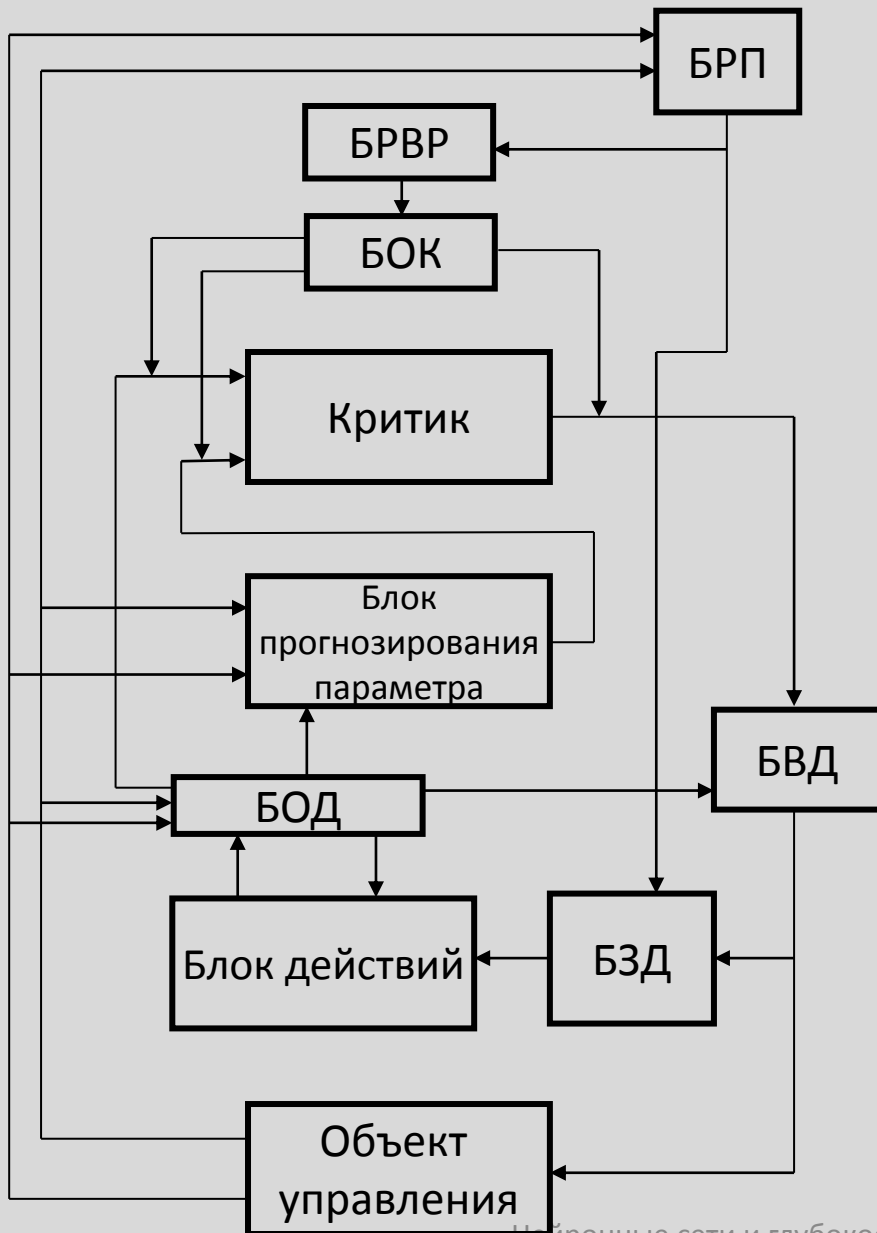 БРП
БРВР
БОК
Критик
Блок
прогнозирования
параметра
БВД
БОД
Блок действий
БЗД
Объект
управления